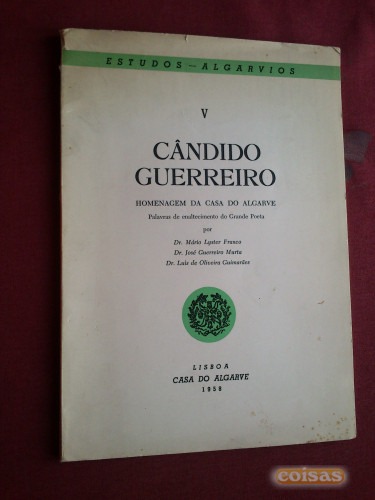 ESTUDOS — ALGARVIOS
V
CÂNDIDO
GUERREIRO
HOMENAGEM DA CASA DO ALGARVE
Palavras de enaltecimento do Grande Poeta
por
Dr. Mário Lyster Franco
Dr. José Guerreiro Murta
Dr. Luís de Oliveira Guimarães
LISBOA
CASA DO ALGARVE
1958
coisas